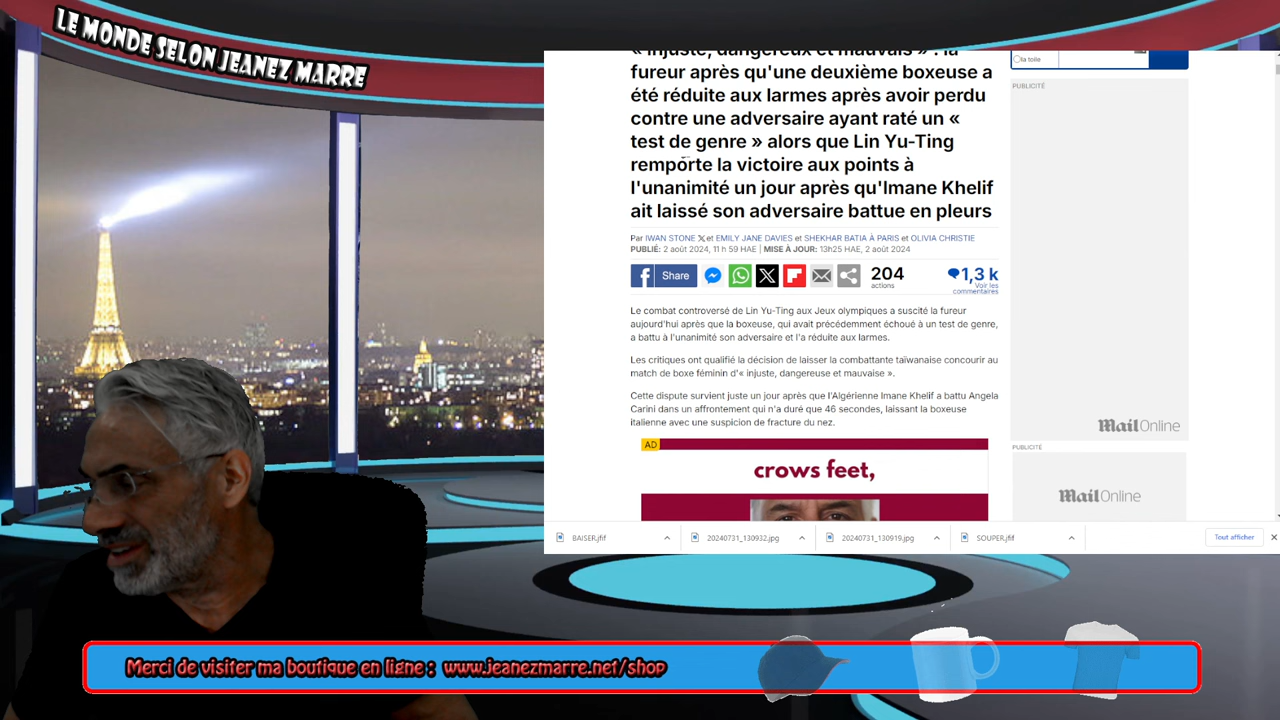 LE MONDE SELON JEANEZ MARRE
« injuste, dangereux et mauvais » : la
fureur après qu'une deuxième boxeuse a
été réduite aux larmes après avoir perdu
contre une adversaire ayant raté un «
test de genre » alors que Lin Yu-Ting
remporte la victoire aux points à
l'unanimité un jour après qu'Imane Khelif
ait laissé son adversaire battue en pleurs
Par IWAN STONE X et EMILY JANE DAVIES et SHEKHAR BATIA À PARIS et OLIVIA CHRISTIE
PUBLIÉ: 2 août 2024, 11 h 59 HAE | MISE À JOUR: 13h25 HAE, 2 août 2024
Share
204
actions
1,3 k
Voir les
commentaires
Le combat controversé de Lin Yu-Ting aux Jeux olympiques a suscité la fureur
aujourd'hui après que la boxeuse, qui avait précédemment échoué à un test de genre,
a battu à l'unanimité son adversaire et l'a réduite aux larmes.
Les critiques ont qualifié la décision de laisser la combattante taïwanaise concourir au
match de boxe féminin d'« injuste, dangereuse et mauvaise ».
Cette dispute survient juste un jour après que l'Algérienne Imane Khelif a battu Angela
Carini dans un affrontement qui n'a duré que 46 secondes, laissant la boxeuse
italienne avec une suspicion de fracture du nez.
AD
crows feet,
la toile
PUBLICITÉ
MailOnline
PUBLICITÉ
MailOnline
BAISER.jfif
20240731_130932.jpg
20240731_130919.jpg
SOUPER.jfif
Tout afficher
Merci de visiter ma boutique en ligne : www.jeanezmarre.net/shop